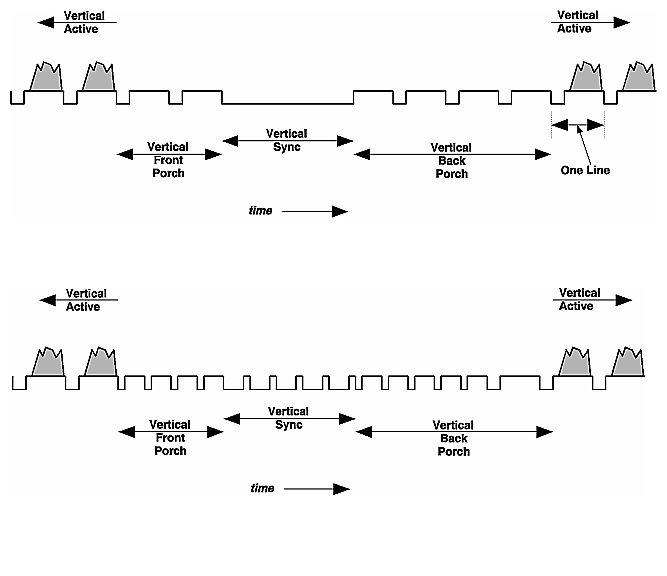 Vertical
Active
Vertical
Active
Vertical
Sync
Vertical
Front
Porch
Vertical
Back
Porch
One Line
time
Vertical
Active
Vertical
Active
Vertical
Sync
Vertical
Front
Porch
Vertical
Back
Porch
time